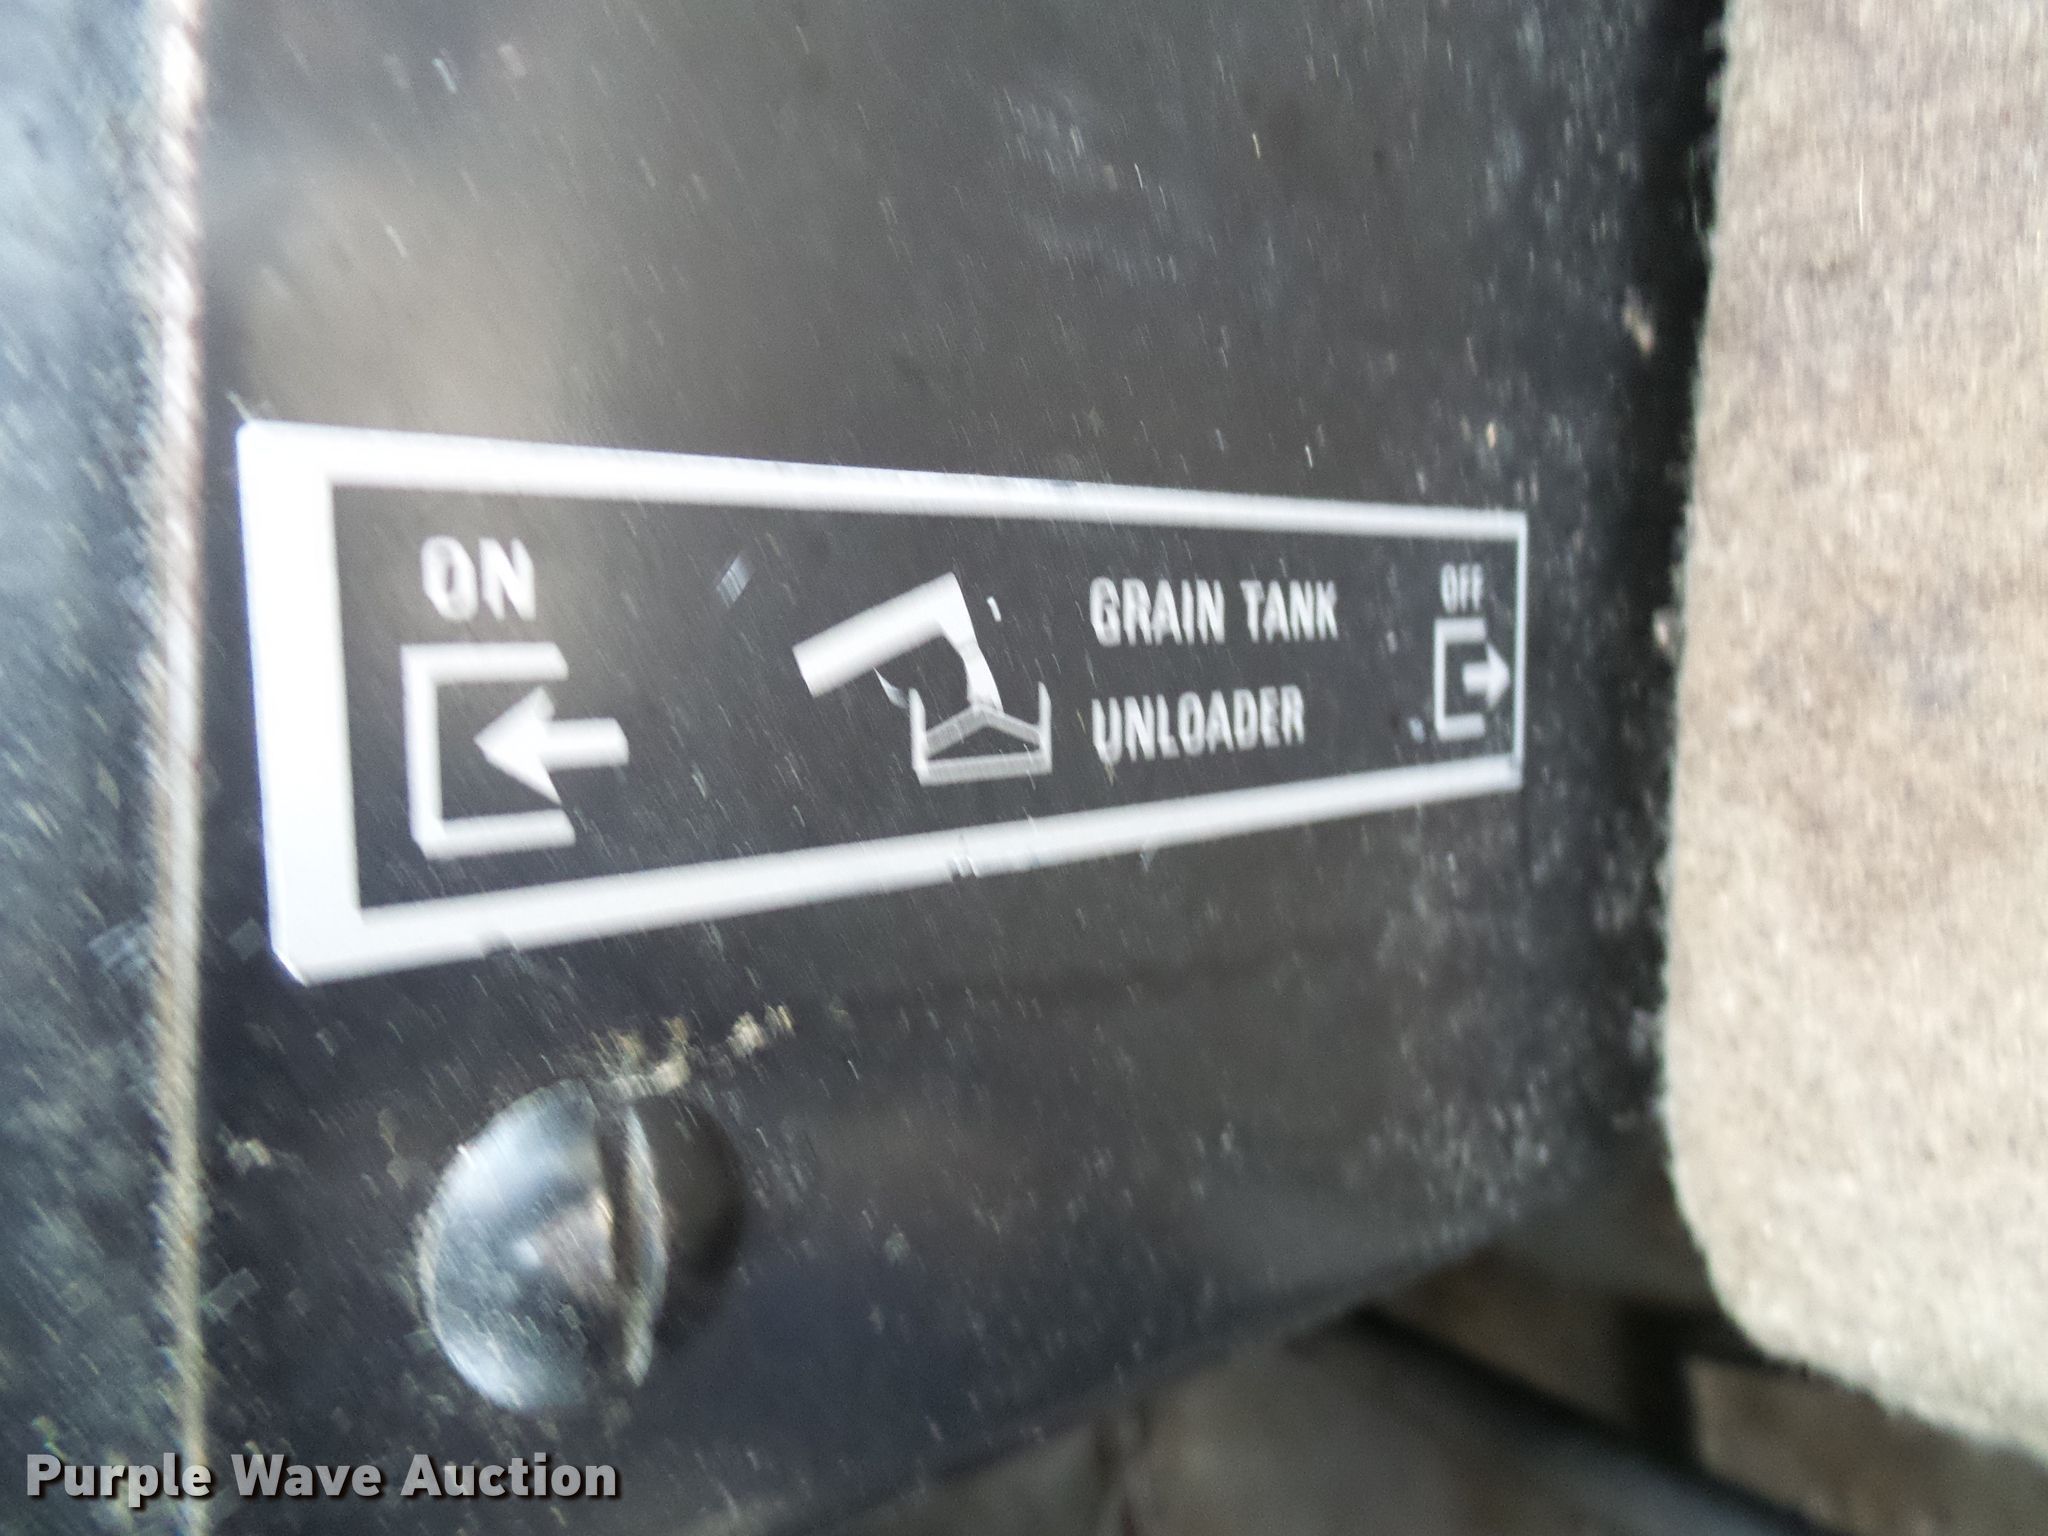 ON
GRAIN TANK
UNLOADER
OFF
Purple Wave Auction